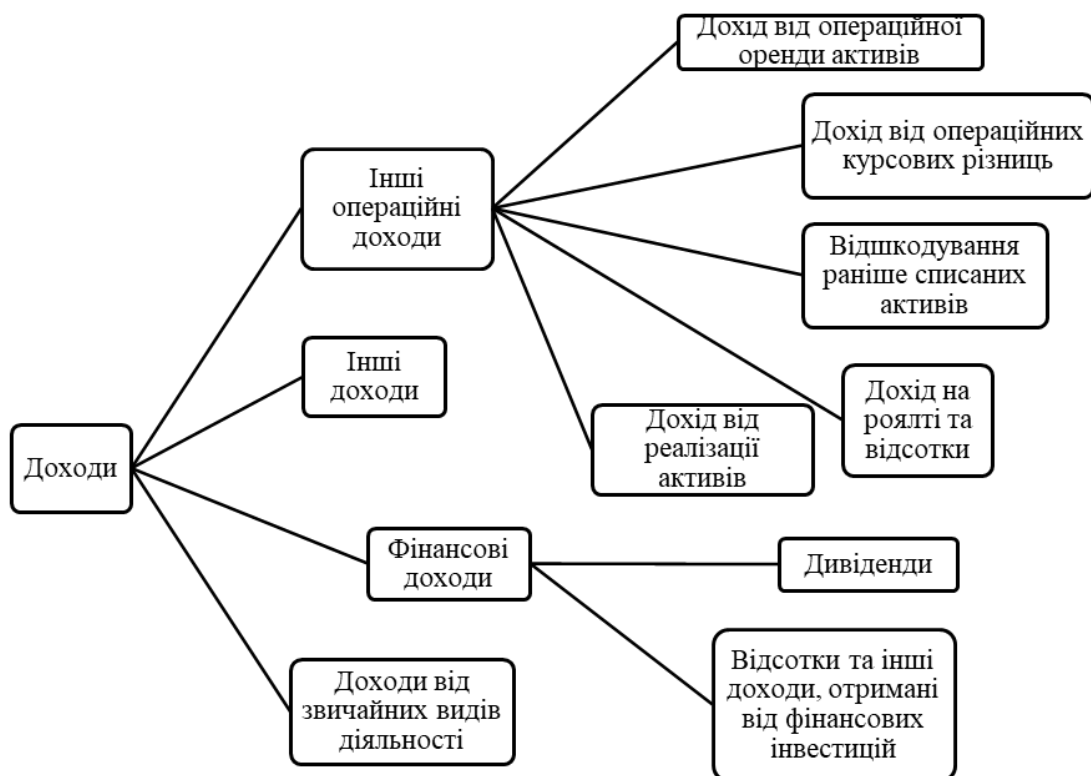 Дохід від операційної
оренди активів
Дохід від операційних
курсових різниць
Інші
операційні
доходи
Відшкодування
раніше списаних
активів
Інші
доходи
Дохід на
роялті та
відсотки
Дохід від
реалізації
активів
Доходи
Фінансові
доходи
Дивіденди
Відсотки та інші
доходи, отримані
від фінансових
інвестицій
Доходи від
звичайних видів
діяльності